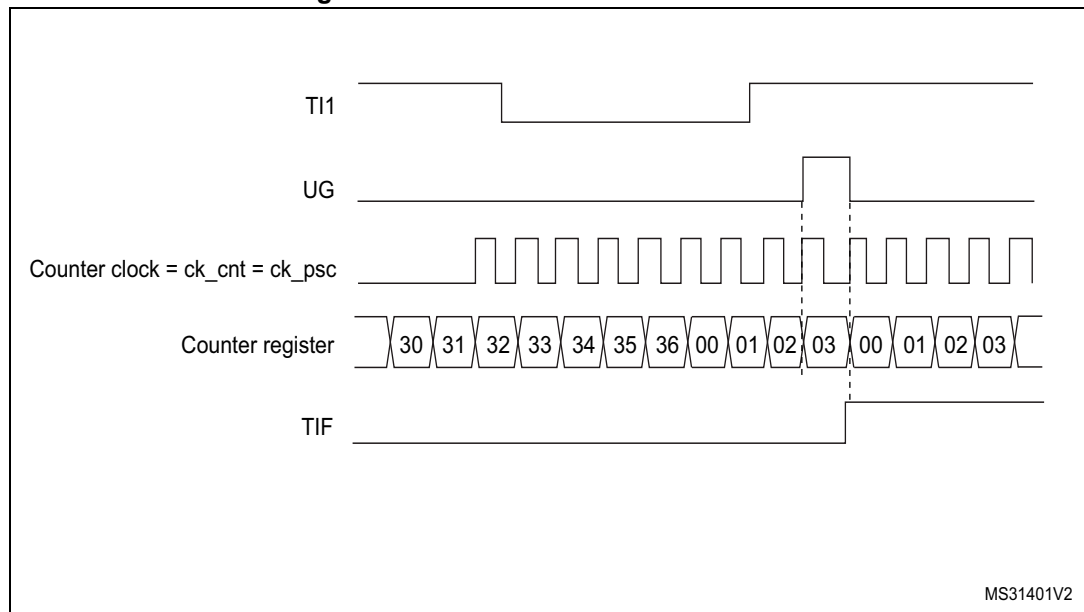 TI1
UG
Counter clock = ck_cnt = ck_psc
Counter register 30 31 32 33 34 35 36 00 01 02 03 00 01 02 03
TIF
MS31401V2